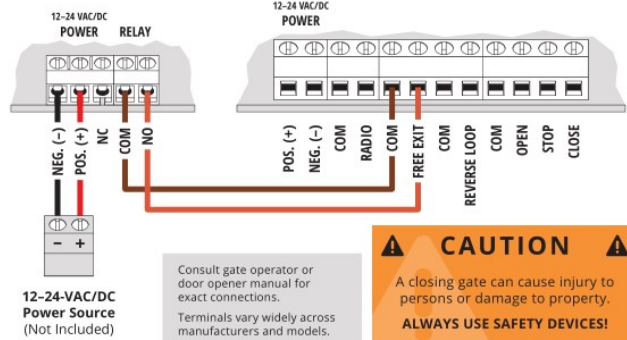 12–24 VAC/DC
POWER
RELAY
NEG. (–)
POS. (+)
NC
COM
NO
– +
12–24-VAC/DC
Power Source
(Not Included)
12–24 VAC/DC
POWER
POS. (+)
NEG. (–)
COM
RADIO
COM
FREE EXIT
COM
REVERSE LOOP
COM
OPEN
STOP
CLOSE
Consult gate operator or
door opener manual for
exact connections.
Terminals vary widely across
manufacturers and models.
CAUTION
A closing gate can cause injury to
persons or damage to property.
ALWAYS USE SAFETY DEVICES!